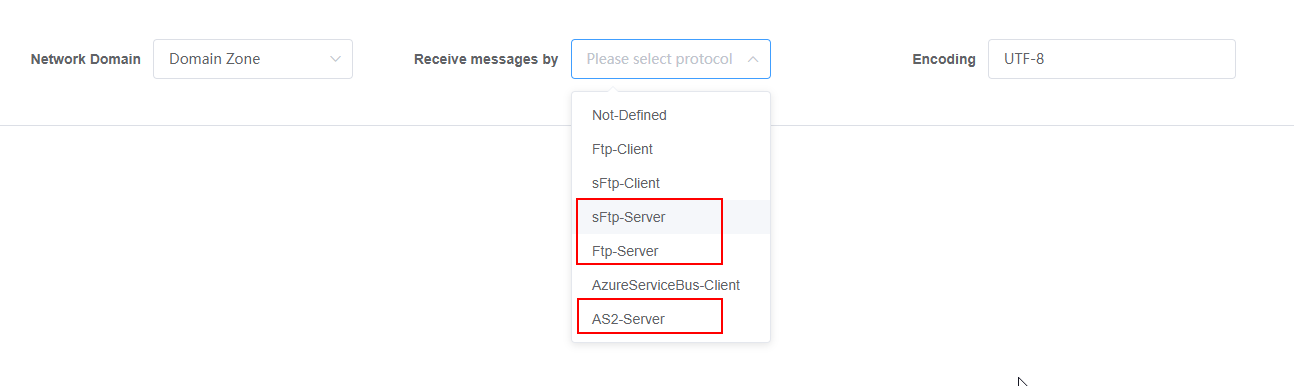 Network Domain Domain Zone Receive messages by Please select protocol Encoding UTF-8
Not-Defined
Ftp-Client
sFtp-Client
sFtp-Server
Ftp-Server
AzureServiceBus-Client
AS2-Server